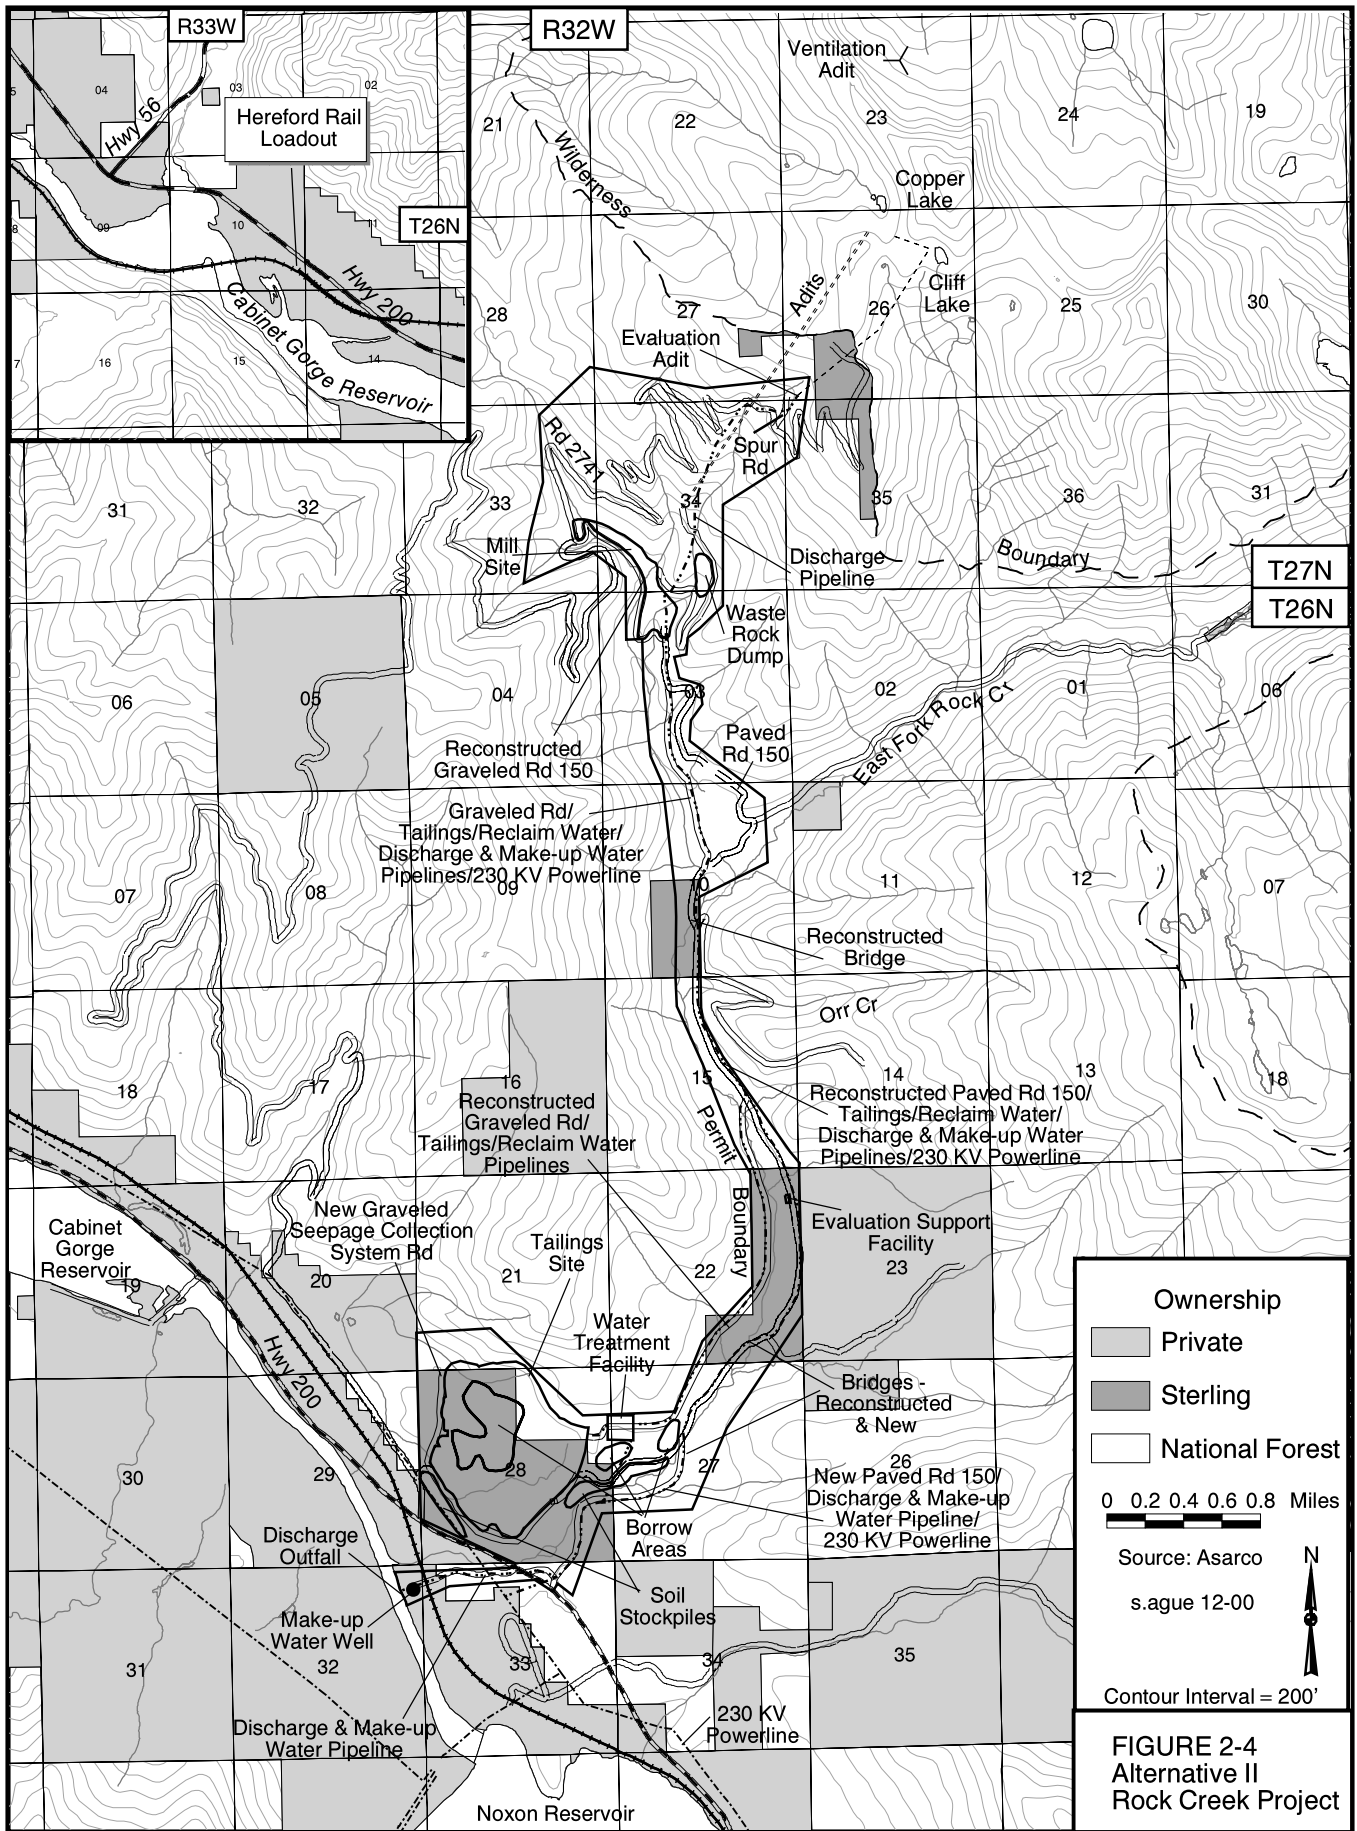 R33W
R32W
Ventilation
Adit
5
04
03
02
Hwy 56
Hereford Rail
Loadout
21
22
23
24
19
Wilderness
Copper
Lake
T26N
8
09
10
11
Hwy 200
Cabinet Gorge Reservoir
7
16
15
14
28
27
Adits
26
Cliff
Lake
25
30
Evaluation
Adit
Rd 2741
Spur
Rd
31
32
33
34
35
36
31
Mill
Site
Discharge
Pipeline
Boundary
T27N
T26N
Waste
Rock
Dump
06
05
04
03
02
01
06
East Fork Rock Cr
Reconstructed
Graveled Rd 150
Paved
Rd 150
Graveled Rd/
Tailings/Reclaim Water/
Discharge & Make-up Water
Pipelines/230 KV Powerline
07
08
09
11
12
07
Reconstructed
Bridge
Orr Cr
18
17
16
15
14
13
18
Reconstructed
Graveled Rd/
Tailings/Reclaim Water
Pipelines
Permit
Boundary
Reconstructed Paved Rd 150/
Tailings/Reclaim Water/
Discharge & Make-up Water
Pipelines/230 KV Powerline
Cabinet
Gorge
Reservoir
19
New Graveled
Seepage Collection
System Rd
20
Tailings
Site
21
22
Evaluation Support
Facility
23
Water
Treatment
Facility
Hwy 200
Bridges -
Reconstructed
& New
30
29
28
27
26
New Paved Rd 150/
Discharge & Make-up
Water Pipeline/
230 KV Powerline
Discharge
Outfall
Borrow
Areas
Soil
Stockpiles
Make-up
Water Well
31
32
33
34
35
Discharge & Make-up
Water Pipeline
230 KV
Powerline
Noxon Reservoir
Ownership
Private
Sterling
National Forest
0 0.2 0.4 0.6 0.8 Miles
Source: Asarco
N
s.ague 12-00
Contour Interval = 200'
FIGURE 2-4
Alternative II
Rock Creek Project